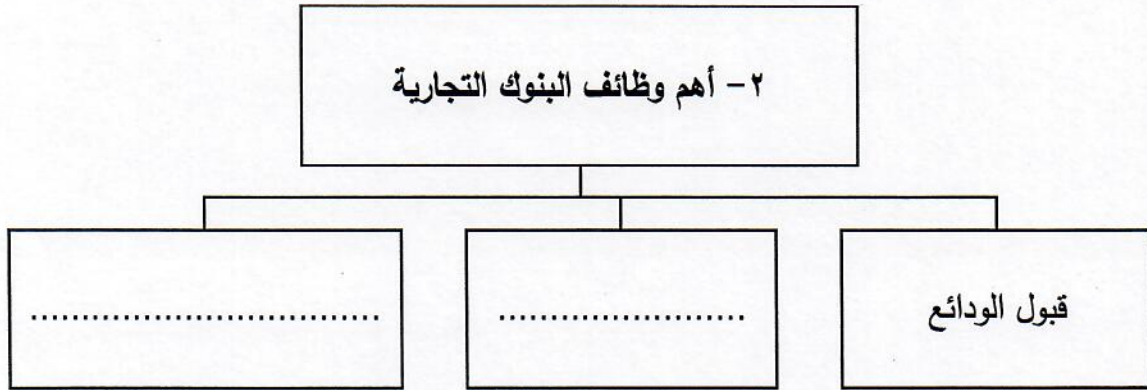 ٢- أهم وظائف البنوك التجارية
قبول الودائع
........................
..................................